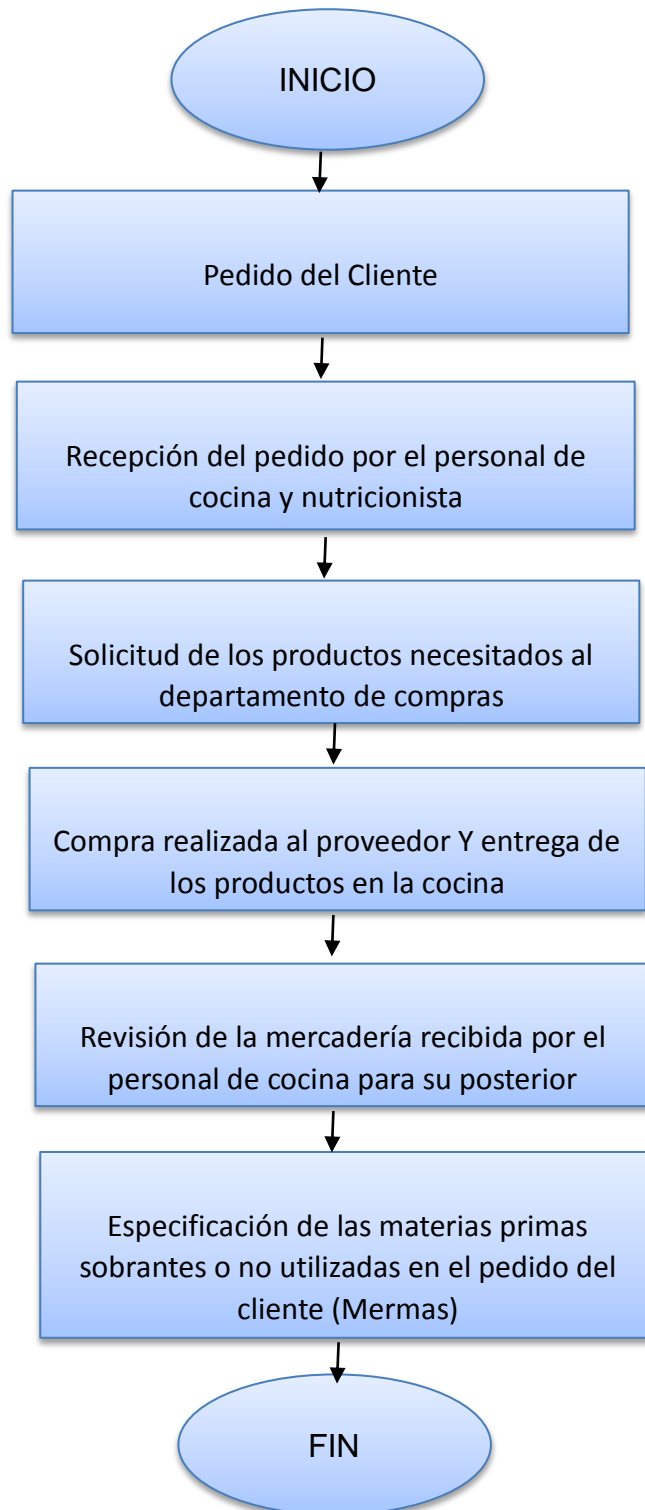 INICIO
Pedido del Cliente
Recepción del pedido por el personal de
cocina y nutricionista
Solicitud de los productos necesitados al
departamento de compras
Compra realizada al proveedor Y entrega de
los productos en la cocina
Revisión de la mercadería recibida por el
personal de cocina para su posterior
Especificación de las materias primas
sobrantes o no utilizadas en el pedido del
cliente (Mermas)
FIN